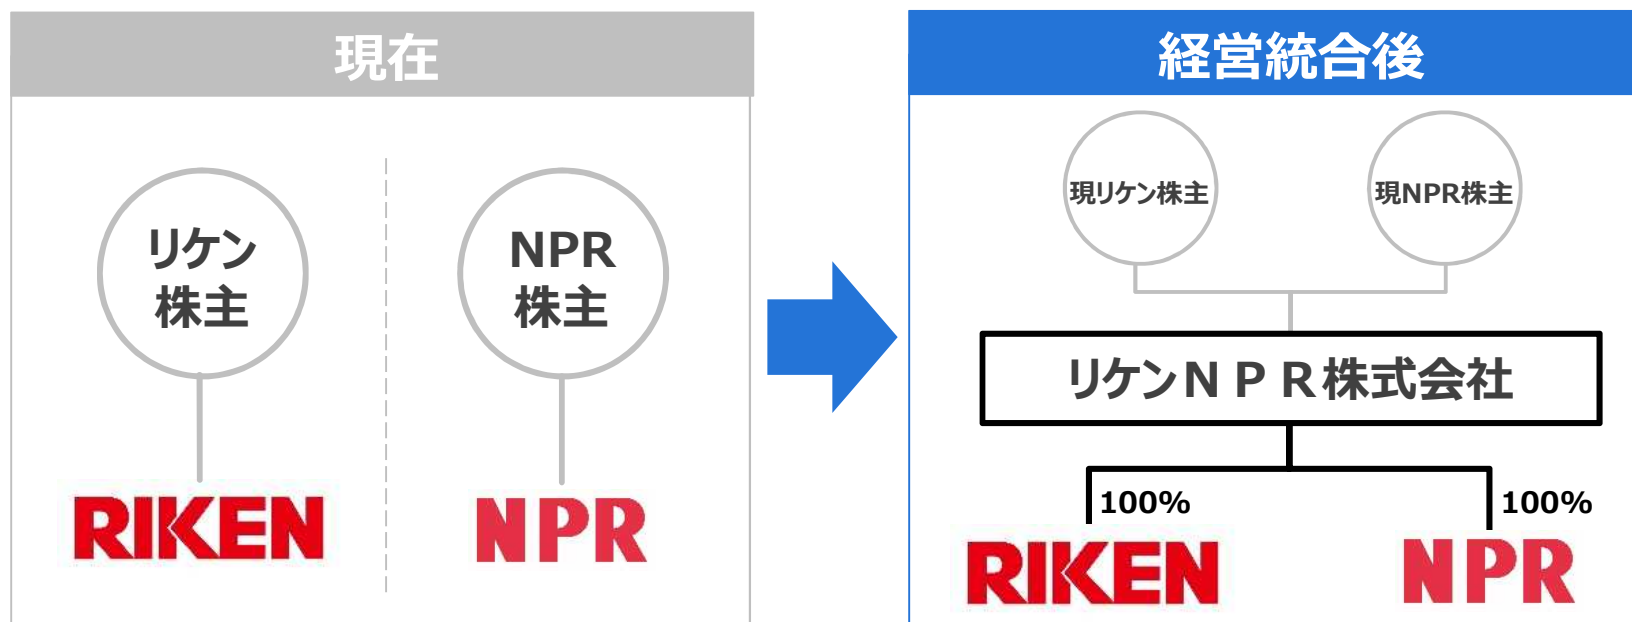 現在
リケン
株主
NPR
株主
RIKEN
NPR
経営統合後
現リケン株主
現NPR株主
リケンＮＰＲ株式会社
100%
100%
RIKEN
NPR